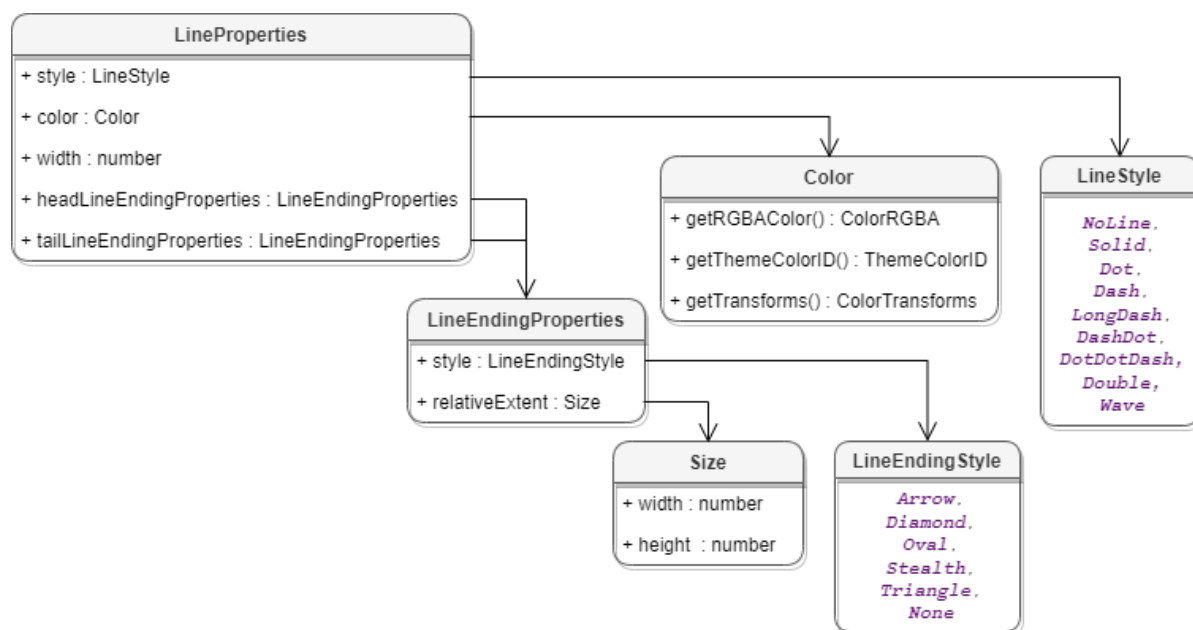 LineProperties
+ style : LineStyle
+ color : Color
+ width : number
+ headLineEndingProperties : LineEndingProperties
+ tailLineEndingProperties : LineEndingProperties
Color
+ getRGBAColor() : ColorRGBA
+ getThemeColorID() : ThemeColorID
+ getTransforms() : ColorTransforms
LineStyle
NoLine,
Solid,
Dot,
Dash,
LongDash,
DashDot,
DotDotDash,
Double,
Wave
LineEndingProperties
+ style : LineEndingStyle
+ relativeExtent : Size
Size
+ width : number
+ height : number
LineEndingStyle
Arrow,
Diamond,
Oval,
Stealth,
Triangle,
None